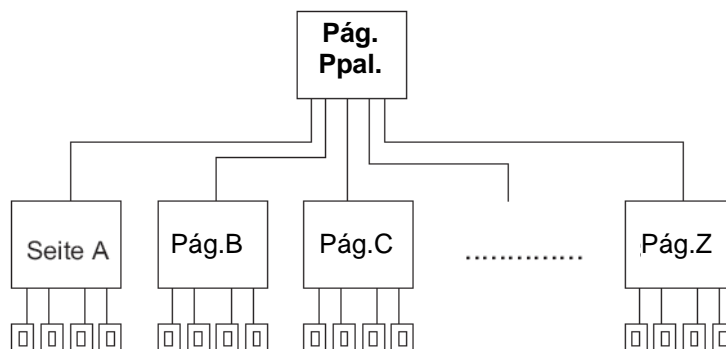 Pág.
Ppal.
Seite A
Pág.B
Pág.C
...............
Pág.Z